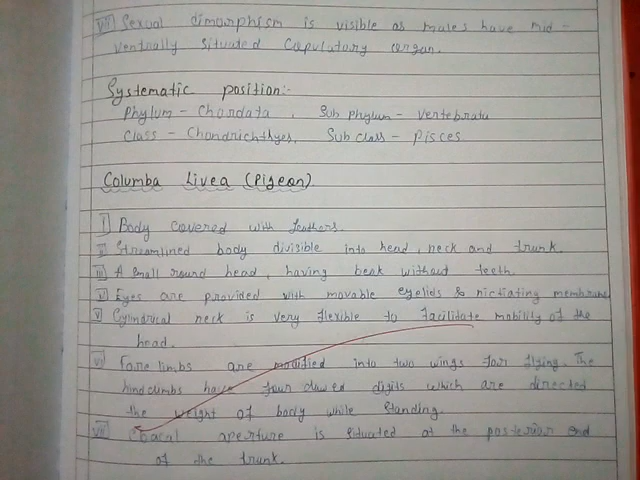 VII Sexual dimorphism is visible as males have mid-
ventrally situated copulatory organ.
Systematic position:-
Phylum - Chordata, Sub phylum - Vertebrata
Class - Chondrichthyes, Sub class - Pisces
Columba Livea (Pigeon)
I Body covered with feathers.
II Streamlined body divisible into head, neck and trunk.
III A small round head, having beak without teeth.
IV Eyes are provided with movable eyelids & nictiating membrane
V Cylindrical neck is very flexible to facilitate mobility of the
head.
VI Fore limbs are modified into two wings for flying. The
hind limbs have four clawed digits which are directed
the weight of body while standing.
VII Cloacal aperture is situated at the posterior end
of the trunk.